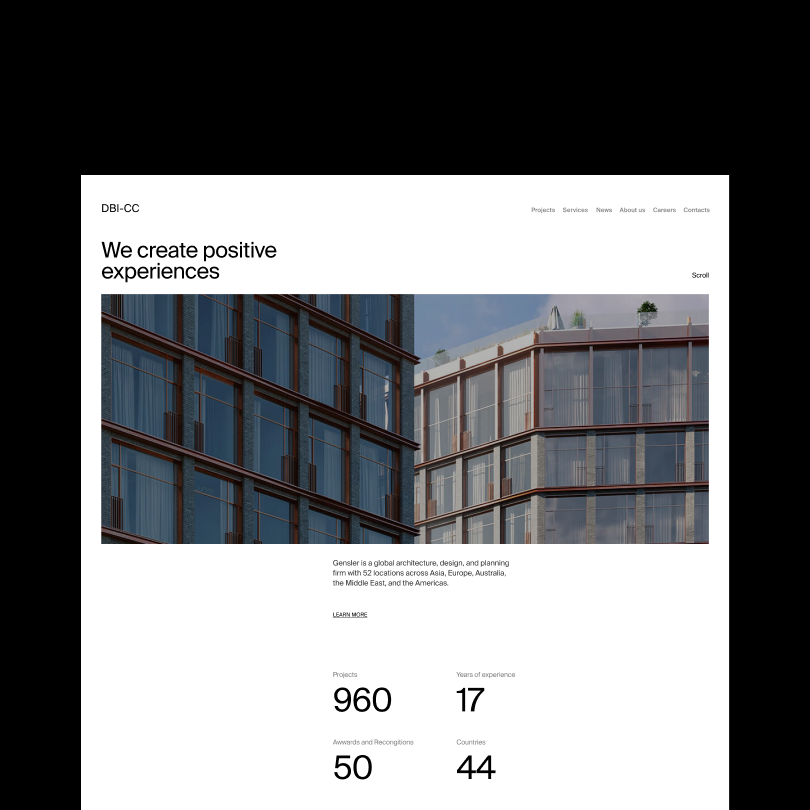 DBI-CC
Projects Services News About us Careers Contacts
We create positive
experiences
Scroll
Gensler is a global architecture, design, and planning
firm with 52 locations across Asia, Europe, Australia,
the Middle East, and the Americas.
LEARN MORE
Projects Years of experience
960 17
Awwards and Recongitions Countries
50 44